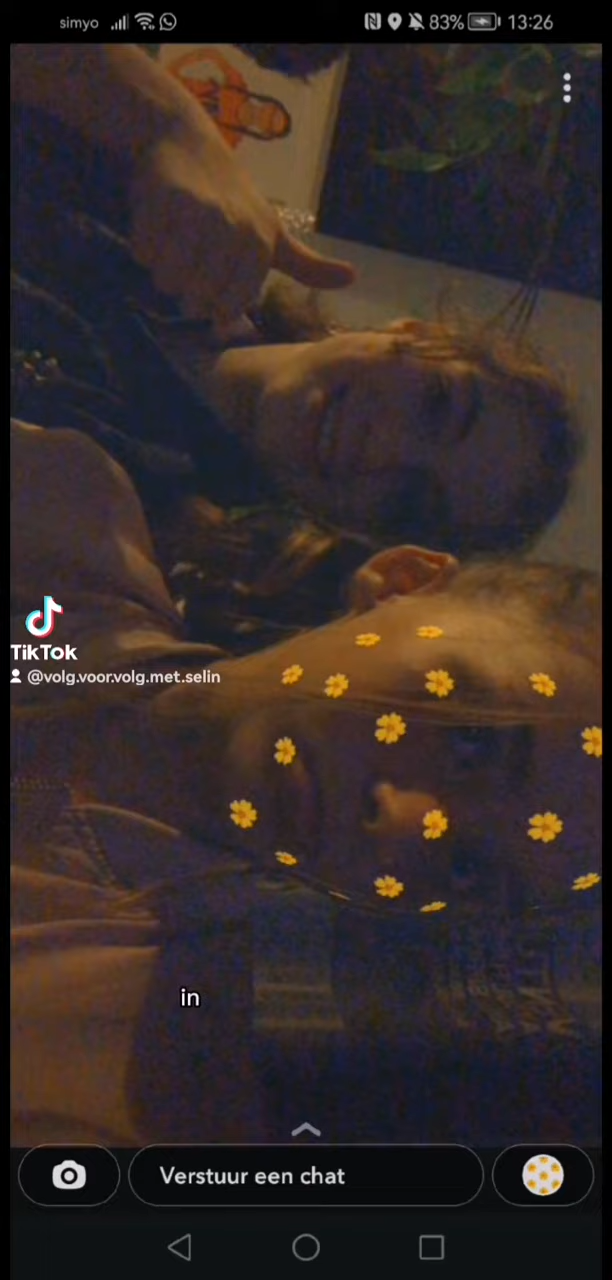 simyo
83%
13:26
TikTok
@volg.voor.volg.met.selin
in
Verstuur een chat